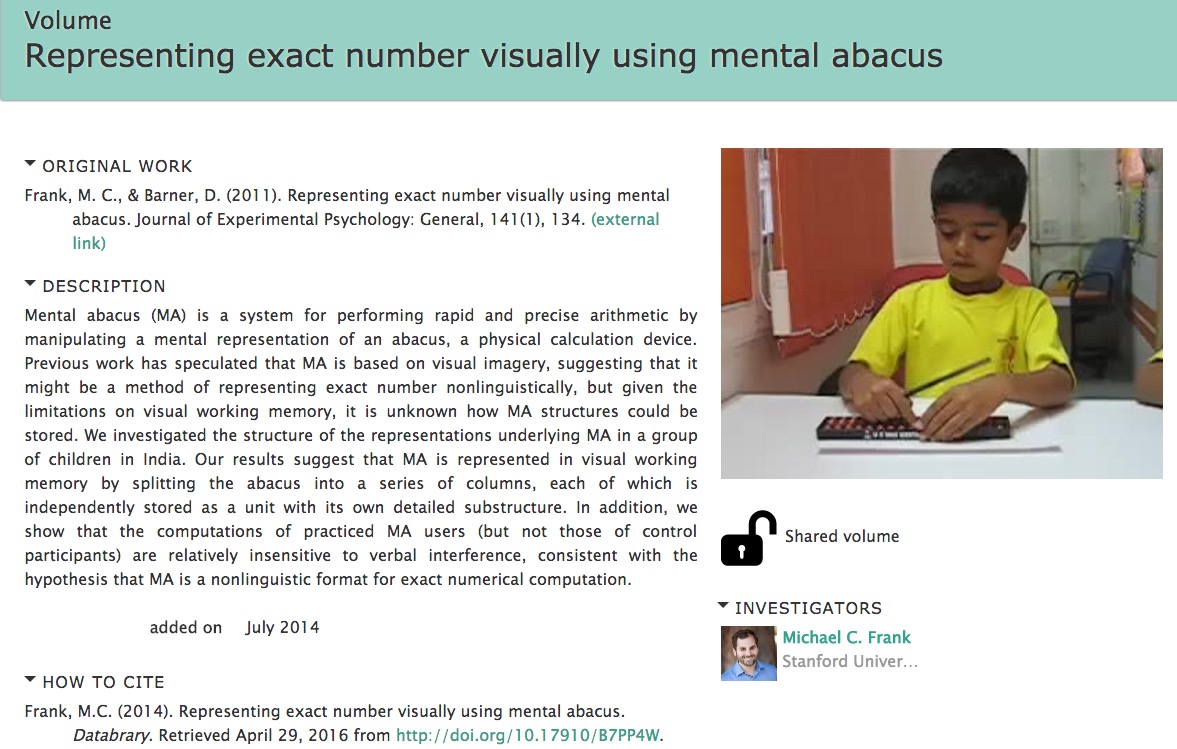 Volume
Representing exact number visually using mental abacus
ORIGINAL WORK
Frank, M. C., & Barner, D. (2011). Representing exact number visually using mental
abacus. Journal of Experimental Psychology: General, 141(1), 134. (external
link)
DESCRIPTION
Mental abacus (MA) is a system for performing rapid and precise arithmetic by
manipulating a mental representation of an abacus, a physical calculation device.
Previous work has speculated that MA is based on visual imagery, suggesting that it
might be a method of representing exact number nonlinguistically, but given the
limitations on visual working memory, it is unknown how MA structures could be
stored. We investigated the structure of the representations underlying MA in a group
of children in India. Our results suggest that MA is represented in visual working
memory by splitting the abacus into a series of columns, each of which is
independently stored as a unit with its own detailed substructure. In addition, we
show that the computations of practiced MA users (but not those of control
participants) are relatively insensitive to verbal interference, consistent with the
hypothesis that MA is a nonlinguistic format for exact numerical computation.
added on July 2014
HOW TO CITE
Frank, M.C. (2014). Representing exact number visually using mental abacus.
Databrary. Retrieved April 29, 2016 from http://doi.org/10.17910/B7PP4W.
Shared volume
INVESTIGATORS
Michael C. Frank
Stanford Univer...